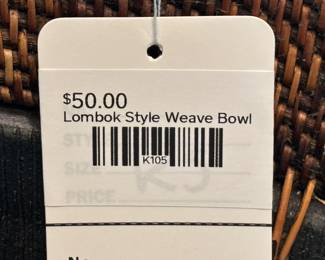 $50.00
Lombok Style Weave Bowl
K105
SIZE
PRICE